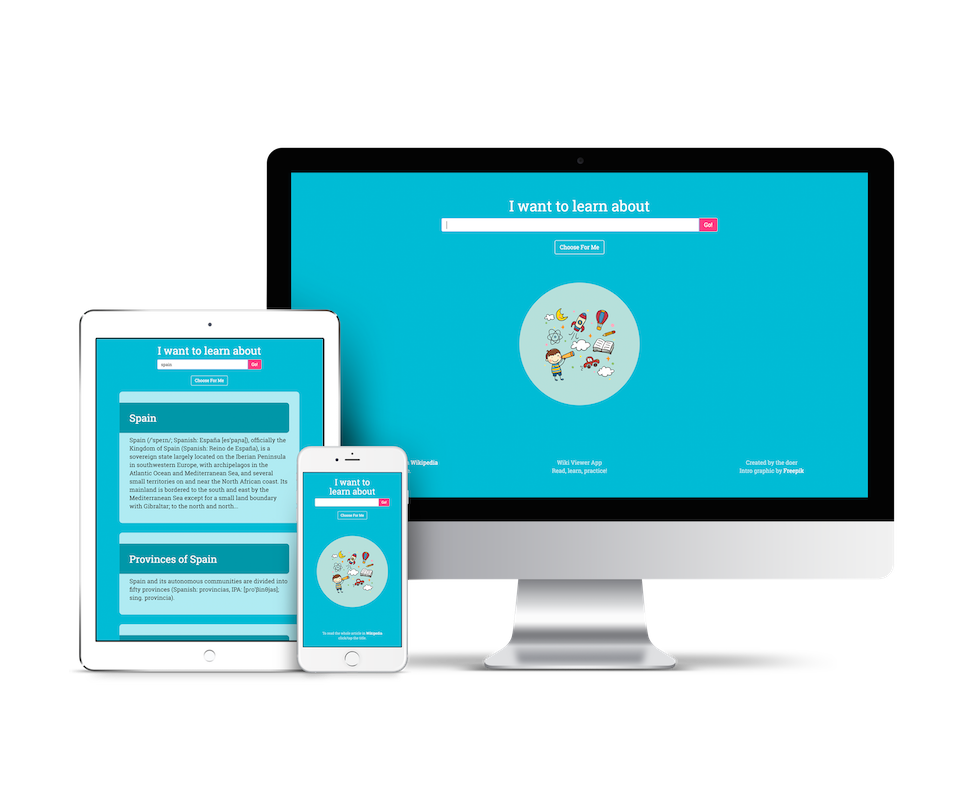 I want to learn about
Go!
Choose For Me
Wikipedia
Wiki Viewer App
Read, learn, practice!
Created by the doer
Inno graphic by Freepik
I want to learn about
spain
Go!
Choose For Me
Spain
Spain (/ˈspeɪn/; Spanish: España [esˈpaɲa]), officially the
Kingdom of Spain (Spanish: Reino de España), is a
sovereign state largely located on the Iberian Peninsula
in southwestern Europe, with archipelagos in the
Atlantic Ocean and Mediterranean Sea, and several
small territories on and near the North African coast. Its
mainland is bordered to the south and east by the
Mediterranean Sea except for a small land boundary
with Gibraltar; to the north and north...
Provinces of Spain
Spain and its autonomous communities are divided into
fifty provinces (Spanish: provincias, IPA: [pɾoˈβinθjas],
sing. provincia).
I want to
learn about
Go!
Choose For Me
To read the whole article in Wikipedia
click/tap the title.